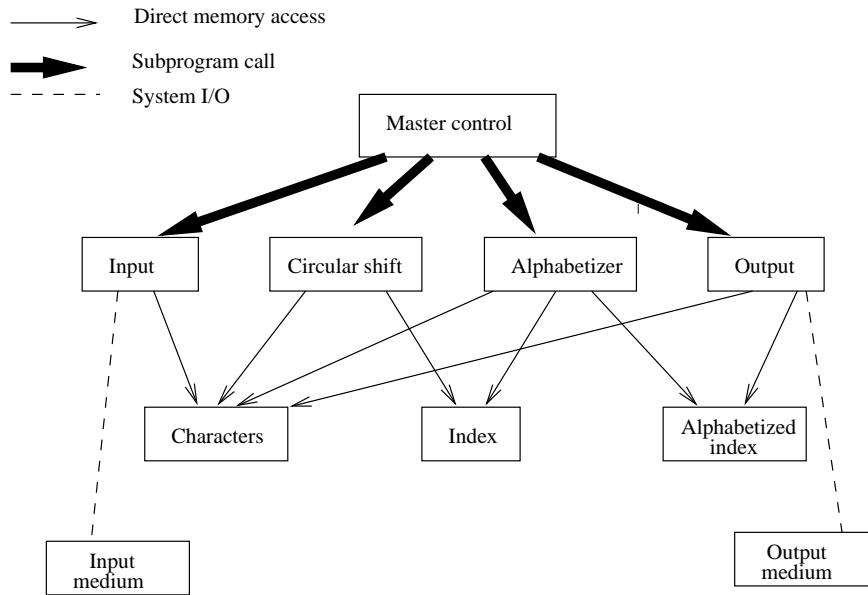 Direct memory access
Subprogram call
System I/O
Master control
Input
Circular shift
Alphabetizer
Output
Characters
Index
Alphabetized
index
Input
medium
Output
medium